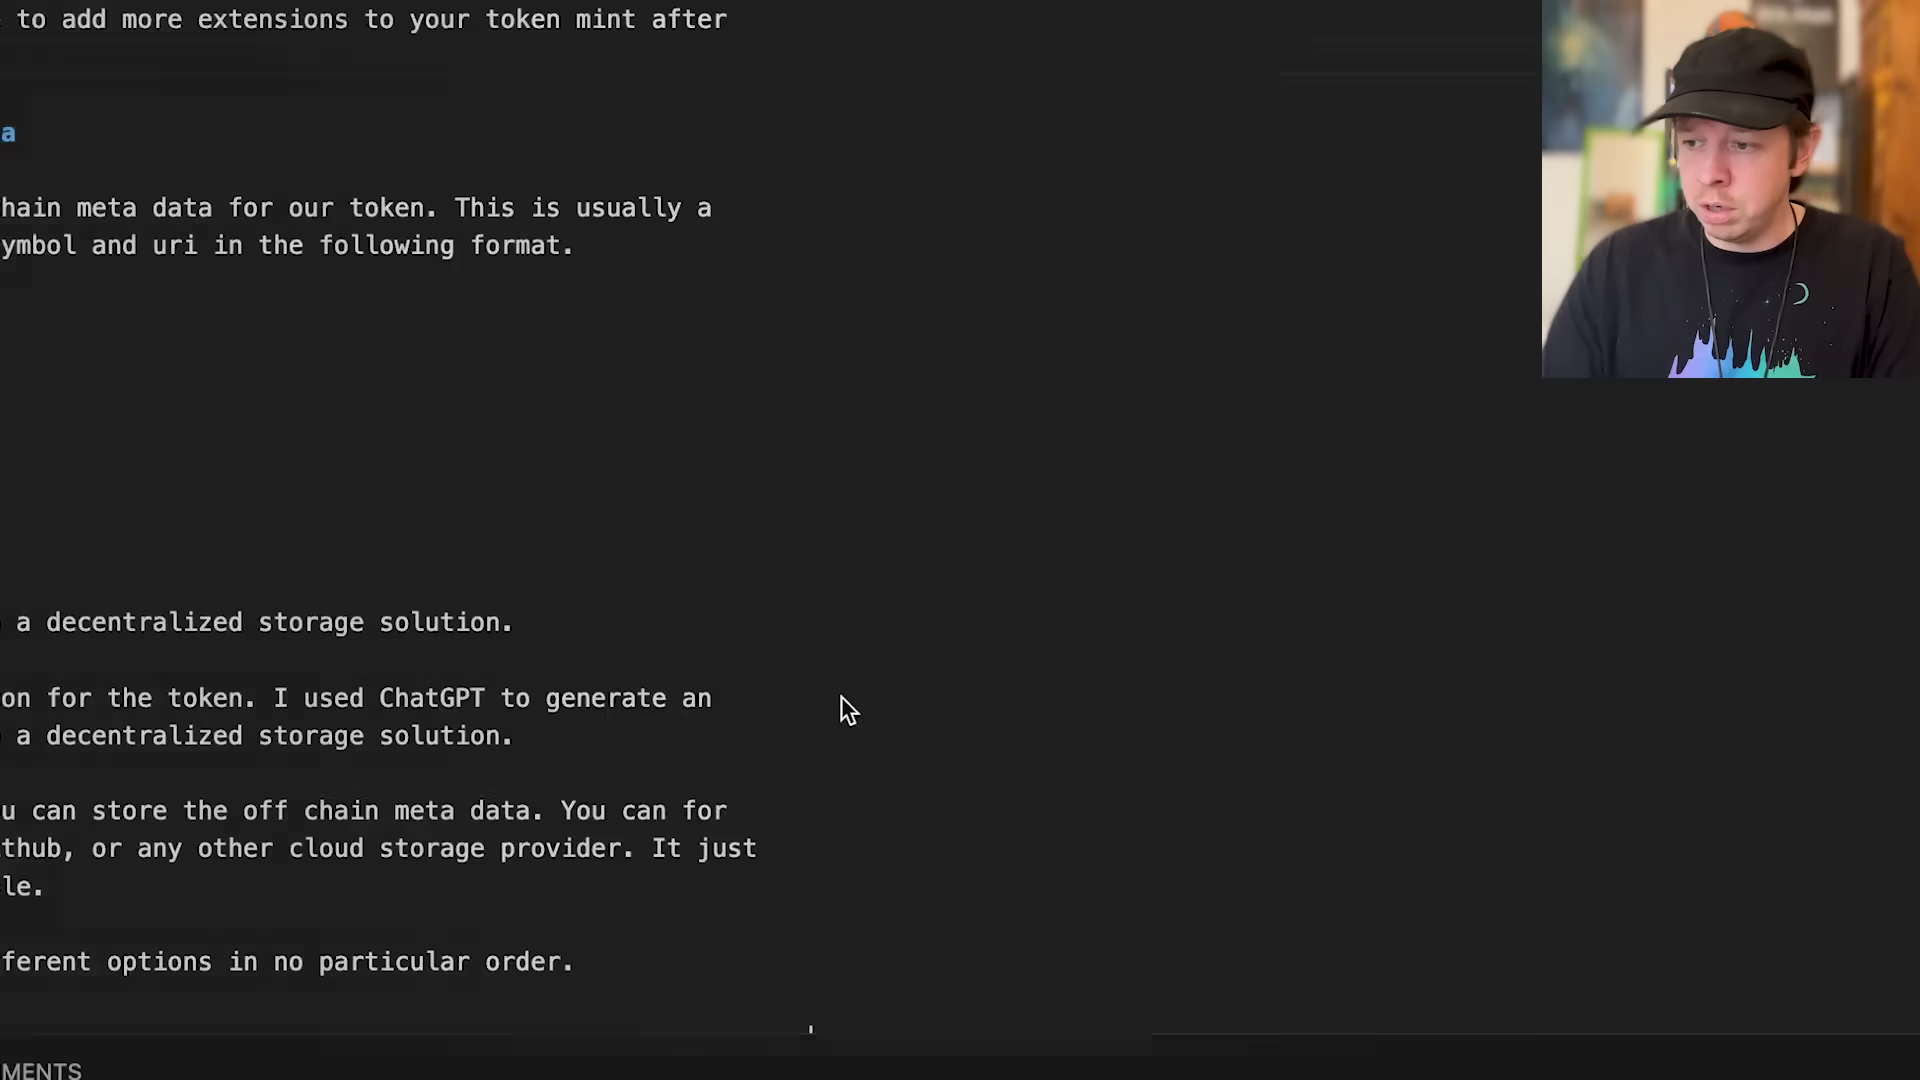 to add more extensions to your token mint after
a
hain meta data for our token. This is usually a
ymbol and uri in the following format.
a decentralized storage solution.
on for the token. I used ChatGPT to generate an
a decentralized storage solution.
u can store the off chain meta data. You can for
thub, or any other cloud storage provider. It just
le.
ferent options in no particular order.
MENTS